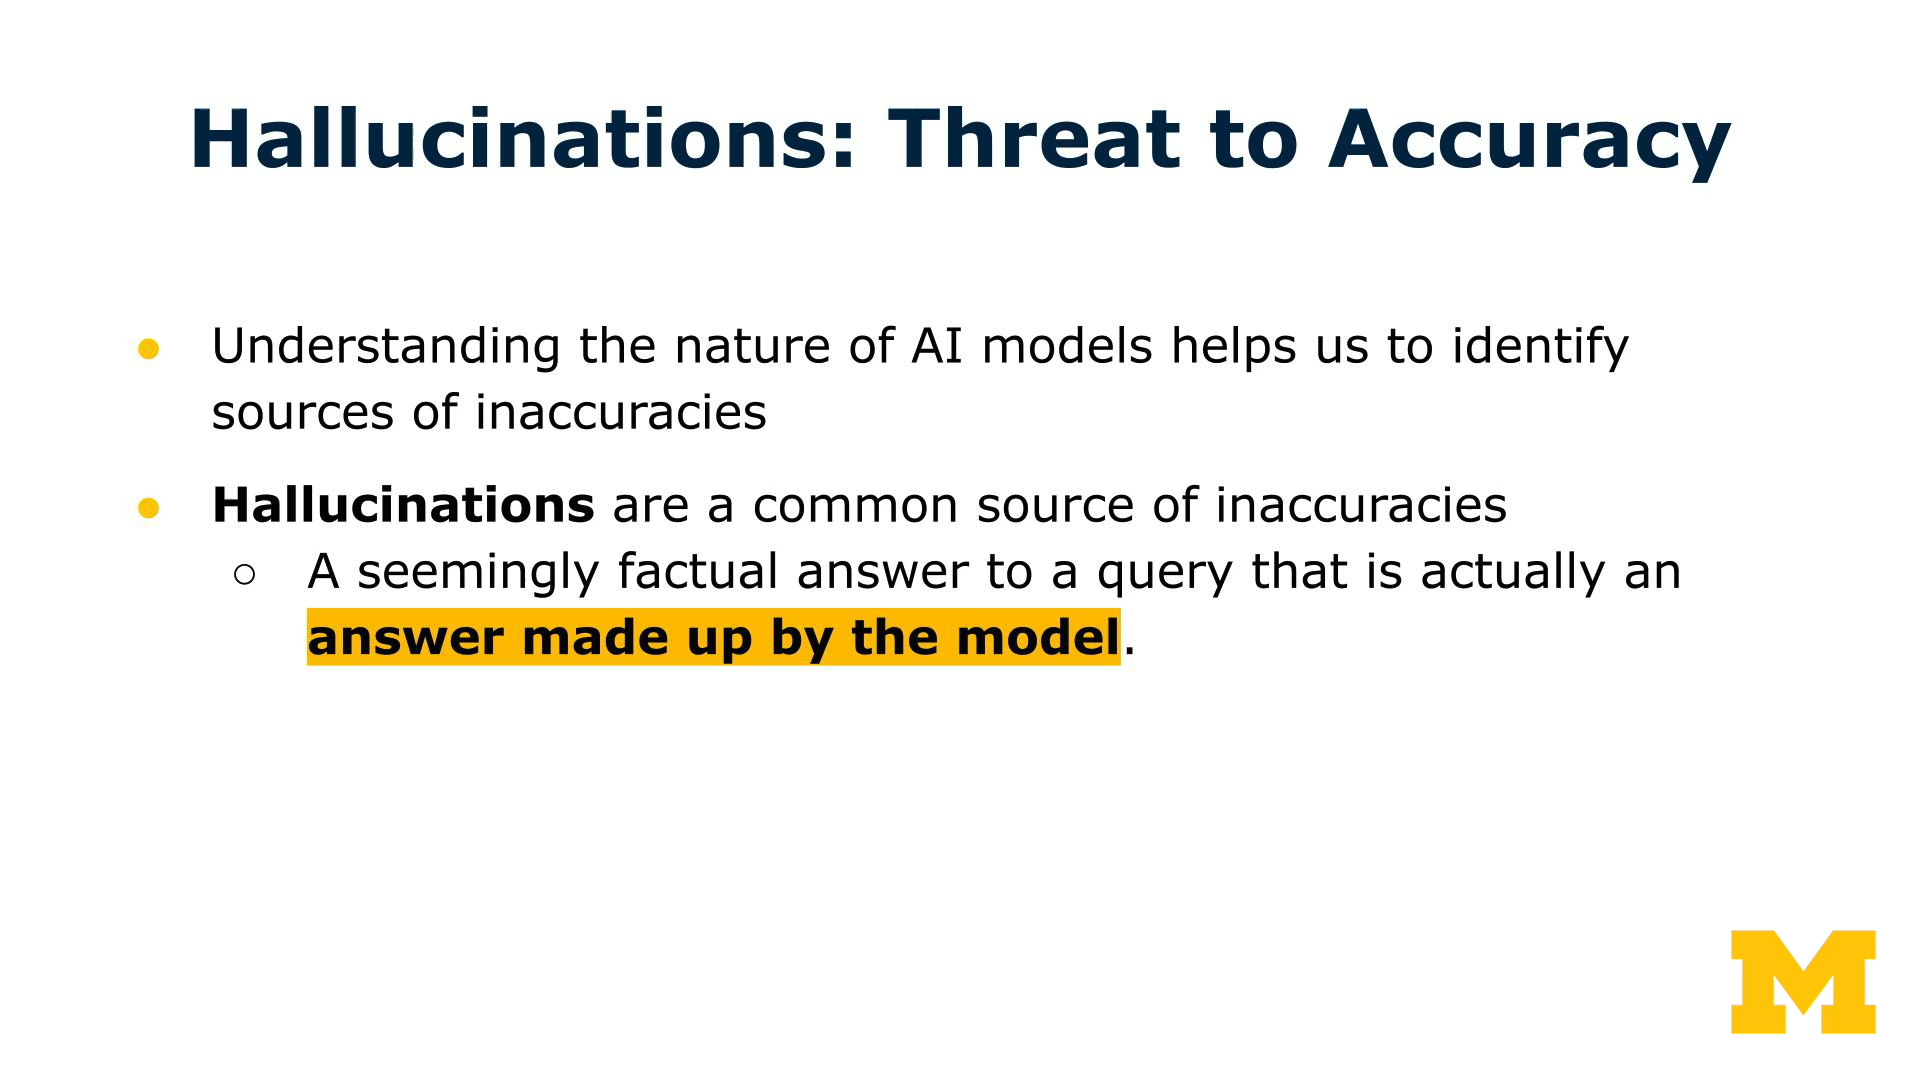 Hallucinations: Threat to Accuracy
● Understanding the nature of AI models helps us to identify
sources of inaccuracies
● Hallucinations are a common source of inaccuracies
○ A seemingly factual answer to a query that is actually an
answer made up by the model.
M